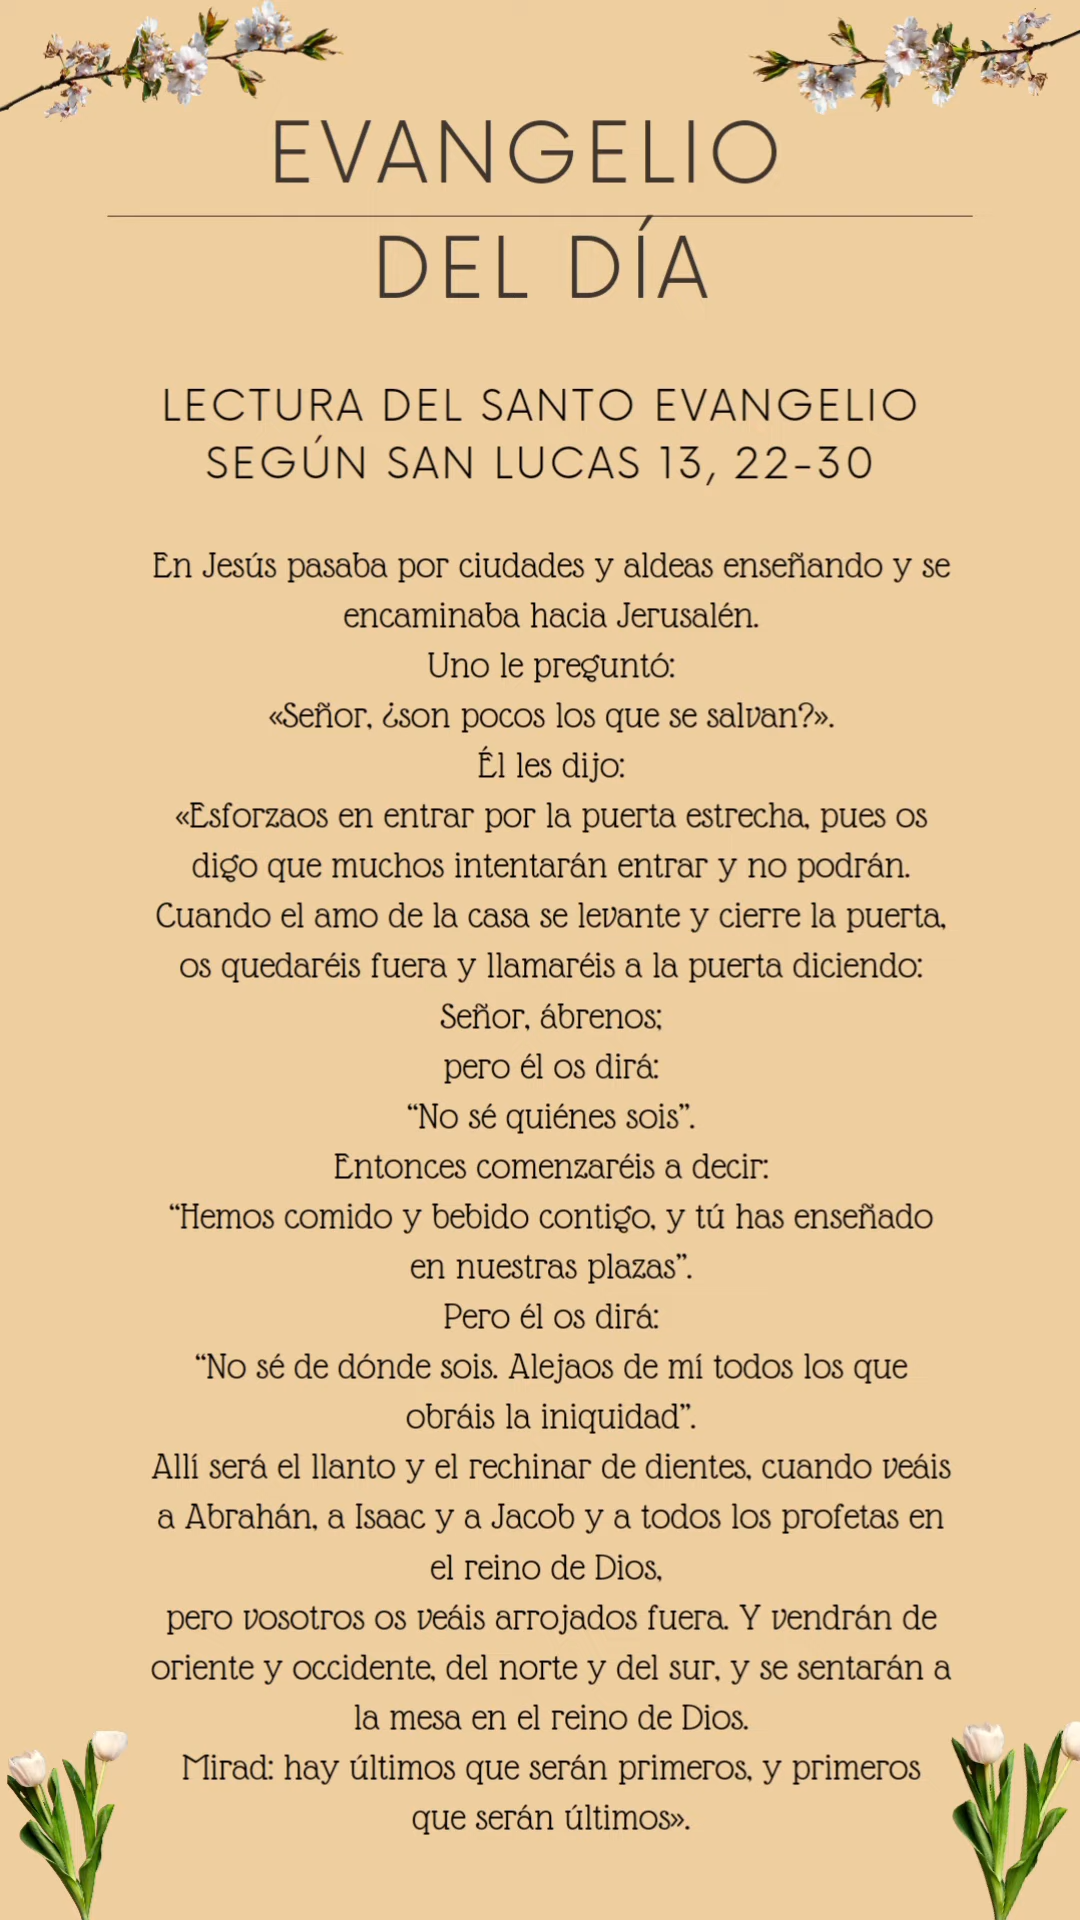 EVANGELIO
DEL DÍA
LECTURA DEL SANTO EVANGELIO
SEGÚN SAN LUCAS 13, 22-30
En Jesús pasaba por ciudades y aldeas enseñando y se
encaminaba hacia Jerusalén.
Uno le preguntó:
«Señor, ¿son pocos los que se salvan?».
Él les dijo:
«Esforzaos en entrar por la puerta estrecha, pues os
digo que muchos intentarán entrar y no podrán.
Cuando el amo de la casa se levante y cierre la puerta,
os quedaréis fuera y llamaréis a la puerta diciendo:
Señor, ábrenos;
pero él os dirá:
“No sé quiénes sois”.
Entonces comenzaréis a decir:
“Hemos comido y bebido contigo, y tú has enseñado
en nuestras plazas”.
Pero él os dirá:
“No sé de dónde sois. Alejaos de mí todos los que
obráis la iniquidad”.
Allí será el llanto y el rechinar de dientes, cuando veáis
a Abrahán, a Isaac y a Jacob y a todos los profetas en
el reino de Dios,
pero vosotros os veáis arrojados fuera. Y vendrán de
oriente y occidente, del norte y del sur, y se sentarán a
la mesa en el reino de Dios.
Mirad: hay últimos que serán primeros, y primeros
que serán últimos».